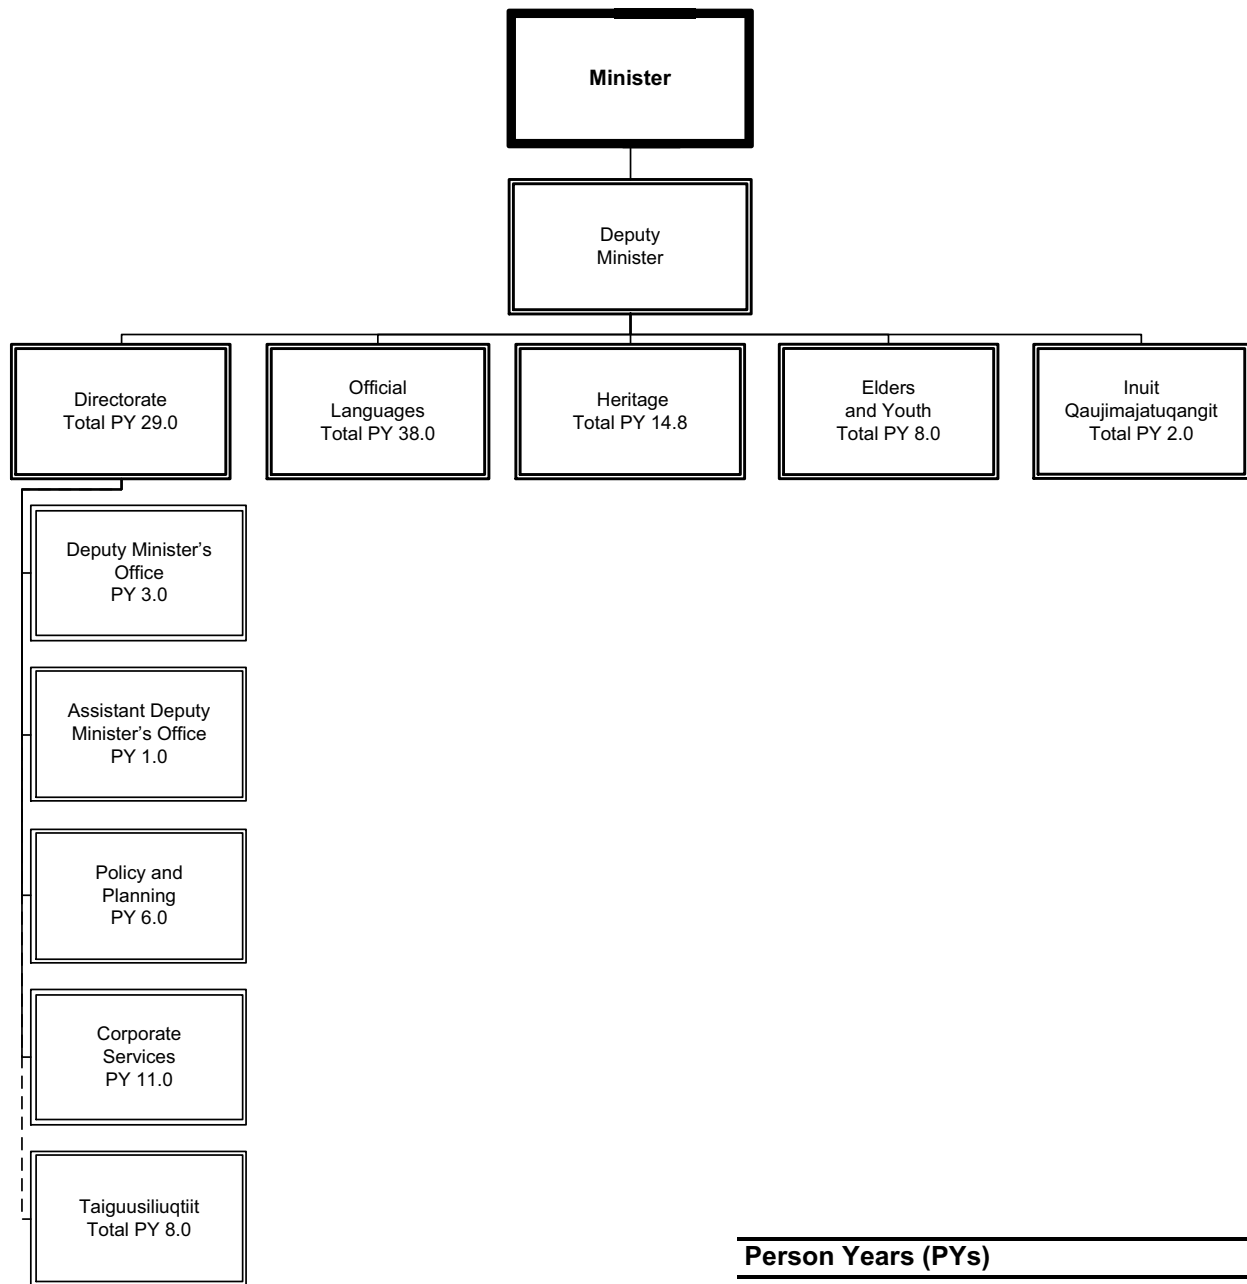 Minister
Deputy
Minister
Directorate
Total PY 29.0
Official
Languages
Total PY 38.0
Heritage
Total PY 14.8
Elders
and Youth
Total PY 8.0
Inuit
Qaujimajatuqangit
Total PY 2.0
Deputy Minister’s
Office
PY 3.0
Assistant Deputy
Minister’s Office
PY 1.0
Policy and
Planning
PY 6.0
Corporate
Services
PY 11.0
Taiguusiliuqtiit
Total PY 8.0
Person Years (PYs)